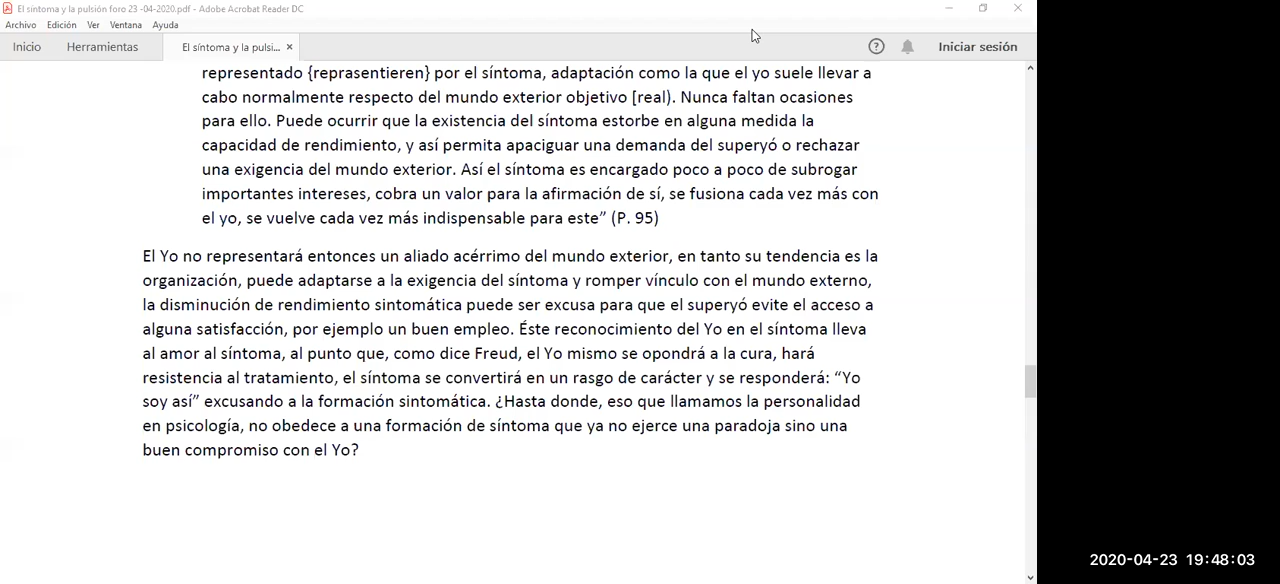 El síntoma y la pulsión foro 23 -04-2020.pdf - Adobe Acrobat Reader DC
Archivo Edición Ver Ventana Ayuda
Inicio Herramientas El síntoma y la pulsi... × ? Iniciar sesión
representado {reprasentieren} por el síntoma, adaptación como la que el yo suele llevar a
cabo normalmente respecto del mundo exterior objetivo [real). Nunca faltan ocasiones
para ello. Puede ocurrir que la existencia del síntoma estorbe en alguna medida la
capacidad de rendimiento, y así permita apaciguar una demanda del superyó o rechazar
una exigencia del mundo exterior. Así el síntoma es encargado poco a poco de subrogar
importantes intereses, cobra un valor para la afirmación de sí, se fusiona cada vez más con
el yo, se vuelve cada vez más indispensable para este” (P. 95)
El Yo no representará entonces un aliado acérrimo del mundo exterior, en tanto su tendencia es la
organización, puede adaptarse a la exigencia del síntoma y romper vínculo con el mundo externo,
la disminución de rendimiento sintomática puede ser excusa para que el superyó evite el acceso a
alguna satisfacción, por ejemplo un buen empleo. Éste reconocimiento del Yo en el síntoma lleva
al amor al síntoma, al punto que, como dice Freud, el Yo mismo se opondrá a la cura, hará
resistencia al tratamiento, el síntoma se convertirá en un rasgo de carácter y se responderá: “Yo
soy así” excusando a la formación sintomática. ¿Hasta donde, eso que llamamos la personalidad
en psicología, no obedece a una formación de síntoma que ya no ejerce una paradoja sino una
buen compromiso con el Yo?
2020-04-23 19:48:03